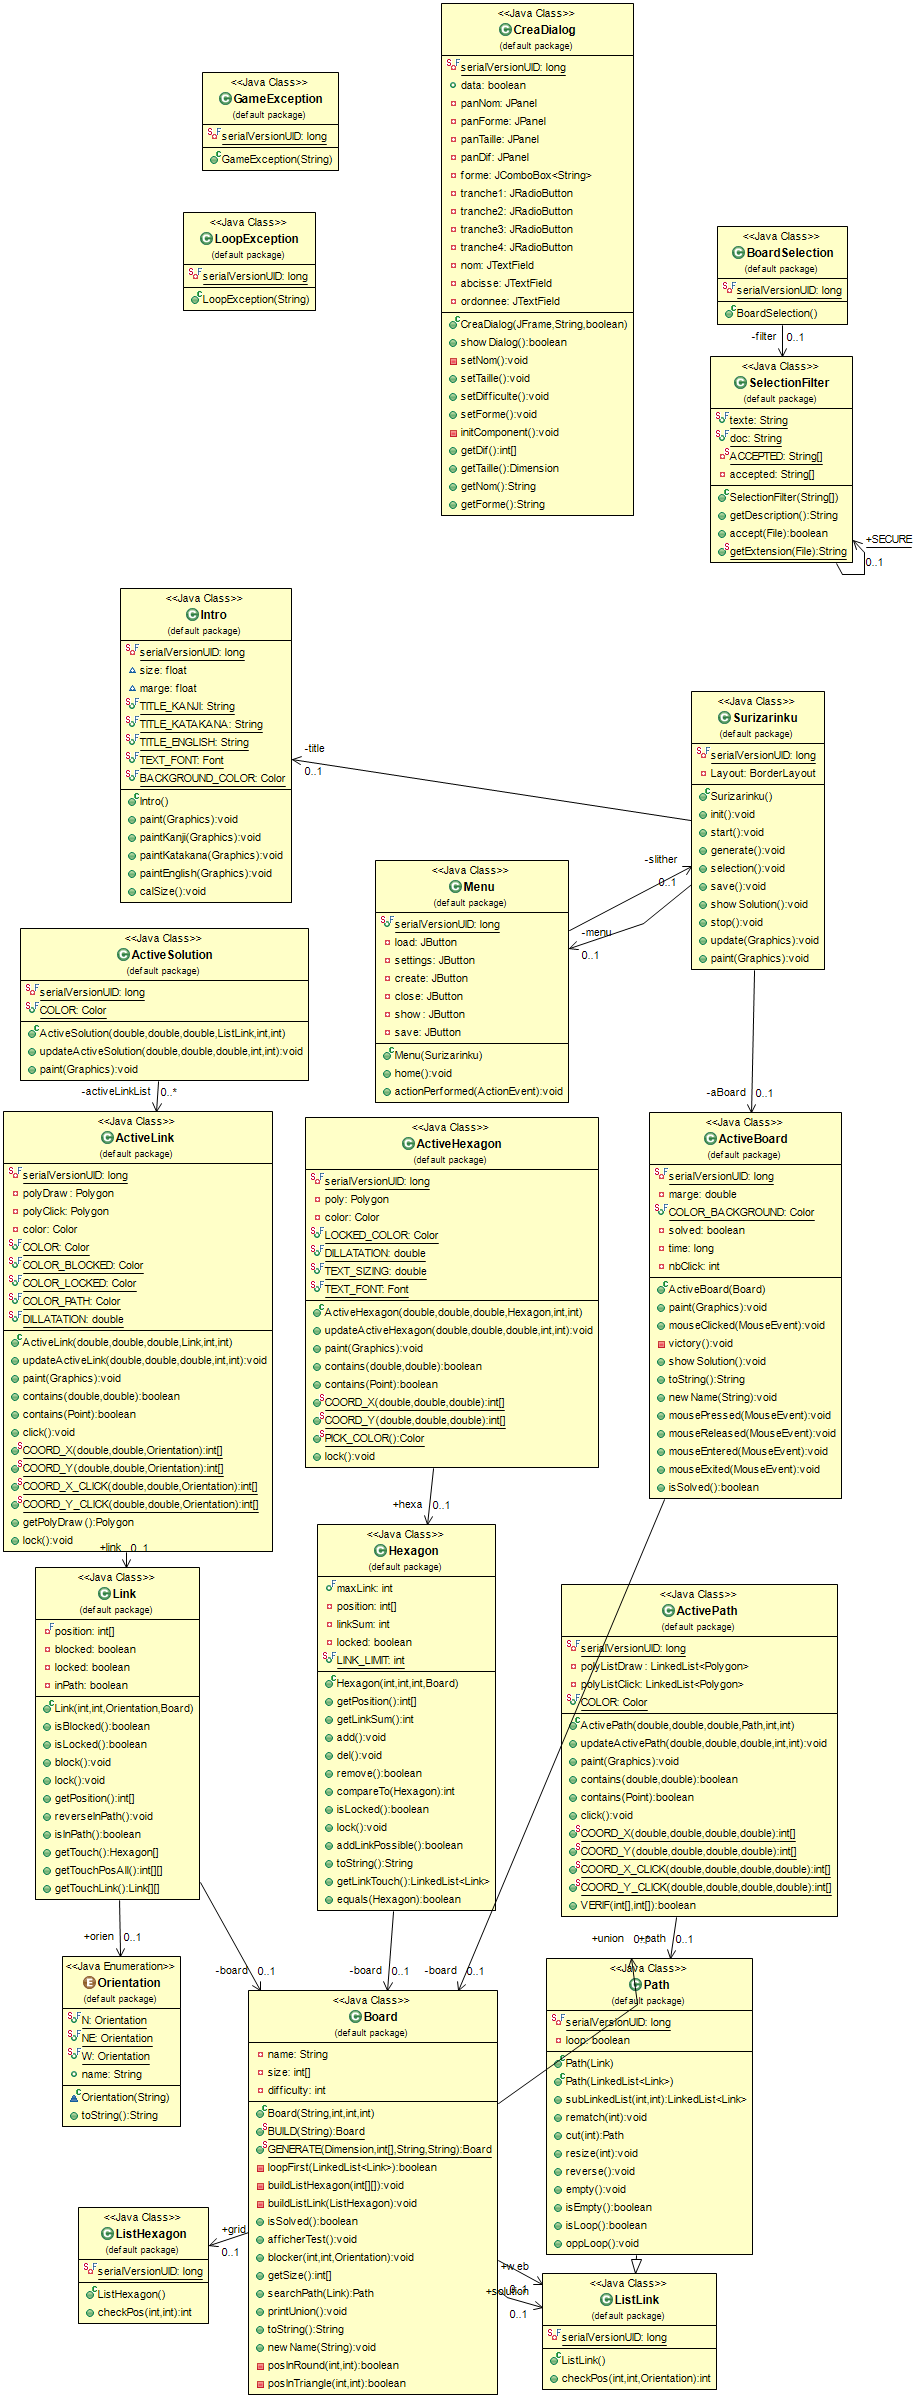 <<Java Class>>
CreaDialog
(default package)
serialVersionUID: long
data: boolean
panNom: JPanel
panForme: JPanel
panTaille: JPanel
panDif: JPanel
forme: JComboBox<String>
tranche1: JRadioButton
tranche2: JRadioButton
tranche3: JRadioButton
tranche4: JRadioButton
nom: JTextField
abcisse: JTextField
ordonnee: JTextField
CreaDialog(JFrame,String,boolean)
showDialog():boolean
setNom():void
setTaille():void
setDifficulte():void
setForme():void
initComponent():void
getDif():int[]
getTaille():Dimension
getNom():String
getForme():String
<<Java Class>>
GameException
(default package)
serialVersionUID: long
GameException(String)
<<Java Class>>
LoopException
(default package)
serialVersionUID: long
LoopException(String)
<<Java Class>>
BoardSelection
(default package)
serialVersionUID: long
BoardSelection()
-filter
0..1
<<Java Class>>
SelectionFilter
(default package)
texte: String
doc: String
ACCEPTED: String[]
accepted: String[]
SelectionFilter(String[])
getDescription():String
accept(File):boolean
getExtension(File):String
+SECURE
0..1
<<Java Class>>
Intro
(default package)
serialVersionUID: long
size: float
marge: float
TITLE_KANJI: String
TITLE_KATAKANA: String
TITLE_ENGLISH: String
TEXT_FONT: Font
BACKGROUND_COLOR: Color
Intro()
paint(Graphics):void
paintKanji(Graphics):void
paintKatakana(Graphics):void
paintEnglish(Graphics):void
calSize():void
-title
0..1
<<Java Class>>
Surizarinku
(default package)
serialVersionUID: long
Layout: BorderLayout
Surizarinku()
init():void
start():void
generate():void
selection():void
save():void
showSolution():void
stop():void
update(Graphics):void
paint(Graphics):void
-slither
0..1
-menu
0..1
<<Java Class>>
Menu
(default package)
serialVersionUID: long
load: JButton
settings: JButton
create: JButton
close: JButton
show: JButton
save: JButton
Menu(Surizarinku)
home():void
actionPerformed(ActionEvent):void
<<Java Class>>
ActiveSolution
(default package)
serialVersionUID: long
COLOR: Color
ActiveSolution(double,double,double,ListLink,int,int)
updateActiveSolution(double,double,double,int,int):void
paint(Graphics):void
-activeLinkList
0..*
-aBoard
0..1
<<Java Class>>
ActiveLink
(default package)
serialVersionUID: long
polyDraw: Polygon
polyClick: Polygon
color: Color
COLOR: Color
COLOR_BLOCKED: Color
COLOR_LOCKED: Color
COLOR_PATH: Color
DILLATATION: double
ActiveLink(double,double,double,Link,int,int)
updateActiveLink(double,double,double,int,int):void
paint(Graphics):void
contains(double,double):boolean
contains(Point):boolean
click():void
COORD_X(double,double,Orientation):int[]
COORD_Y(double,double,Orientation):int[]
COORD_X_CLICK(double,double,Orientation):int[]
COORD_Y_CLICK(double,double,Orientation):int[]
getPolyDraw():Polygon
lock():void
+link
0..1
<<Java Class>>
ActiveHexagon
(default package)
serialVersionUID: long
poly: Polygon
color: Color
LOCKED_COLOR: Color
DILLATATION: double
TEXT_SIZING: double
TEXT_FONT: Font
ActiveHexagon(double,double,double,Hexagon,int,int)
updateActiveHexagon(double,double,double,int,int):void
paint(Graphics):void
contains(double,double):boolean
contains(Point):boolean
COORD_X(double,double,double):int[]
COORD_Y(double,double,double):int[]
PICK_COLOR():Color
lock():void
+hexa
0..1
<<Java Class>>
ActiveBoard
(default package)
serialVersionUID: long
marge: double
COLOR_BACKGROUND: Color
solved: boolean
time: long
nbClick: int
ActiveBoard(Board)
paint(Graphics):void
mouseClicked(MouseEvent):void
victory():void
showSolution():void
toString():String
newName(String):void
mousePressed(MouseEvent):void
mouseReleased(MouseEvent):void
mouseEntered(MouseEvent):void
mouseExited(MouseEvent):void
isSolved():boolean
<<Java Class>>
Link
(default package)
position: int[]
blocked: boolean
locked: boolean
inPath: boolean
Link(int,int,Orientation,Board)
isBlocked():boolean
isLocked():boolean
block():void
lock():void
getPosition():int[]
reverseInPath():void
isInPath():boolean
getTouch():Hexagon[]
getTouchPosAll():int[][]
getTouchLink():Link[][]
<<Java Class>>
Hexagon
(default package)
maxLink: int
position: int[]
linkSum: int
locked: boolean
LINK_LIMIT: int
Hexagon(int,int,int,Board)
getPosition():int[]
getLinkSum():int
add():void
del():void
remove():boolean
compareTo(Hexagon):int
isLocked():boolean
lock():void
addLinkPossible():boolean
toString():String
getLinkTouch():LinkedList<Link>
equals(Hexagon):boolean
<<Java Class>>
ActivePath
(default package)
serialVersionUID: long
polyListDraw: LinkedList<Polygon>
polyListClick: LinkedList<Polygon>
COLOR: Color
ActivePath(double,double,double,Path,int,int)
updateActivePath(double,double,double,int,int):void
paint(Graphics):void
contains(double,double):boolean
contains(Point):boolean
click():void
COORD_X(double,double,double,double):int[]
COORD_Y(double,double,double,double):int[]
COORD_X_CLICK(double,double,double,double):int[]
COORD_Y_CLICK(double,double,double,double):int[]
VERIF(int[],int[]):boolean
+orien
0..1
-board
0..1
-board
0..1
-board
0..1
+union
0..*
+path
0..1
<<Java Enumeration>>
Orientation
(default package)
N: Orientation
NE: Orientation
W: Orientation
name: String
Orientation(String)
toString():String
<<Java Class>>
Board
(default package)
name: String
size: int[]
difficulty: int
Board(String,int,int,int)
BUILD(String):Board
GENERATE(Dimension,int[],String,String):Board
loopFirst(LinkedList<Link>):boolean
buildListHexagon(int[][]):void
buildListLink(ListHexagon):void
isSolved():boolean
afficherTest():void
blocker(int,int,Orientation):void
getSize():int[]
searchPath(Link):Path
printUnion():void
toString():String
newName(String):void
posInRound(int,int):boolean
posInTriangle(int,int):boolean
<<Java Class>>
Path
(default package)
serialVersionUID: long
loop: boolean
Path(Link)
Path(LinkedList<Link>)
subLinkedList(int,int):LinkedList<Link>
rematch(int):void
cut(int):Path
resize(int):void
reverse():void
empty():void
isEmpty():boolean
isLoop():boolean
oppLoop():void
<<Java Class>>
ListHexagon
(default package)
serialVersionUID: long
ListHexagon()
checkPos(int,int):int
+grid
0..1
+web
0..1
+solution
0..1
<<Java Class>>
ListLink
(default package)
serialVersionUID: long
ListLink()
checkPos(int,int,Orientation):int